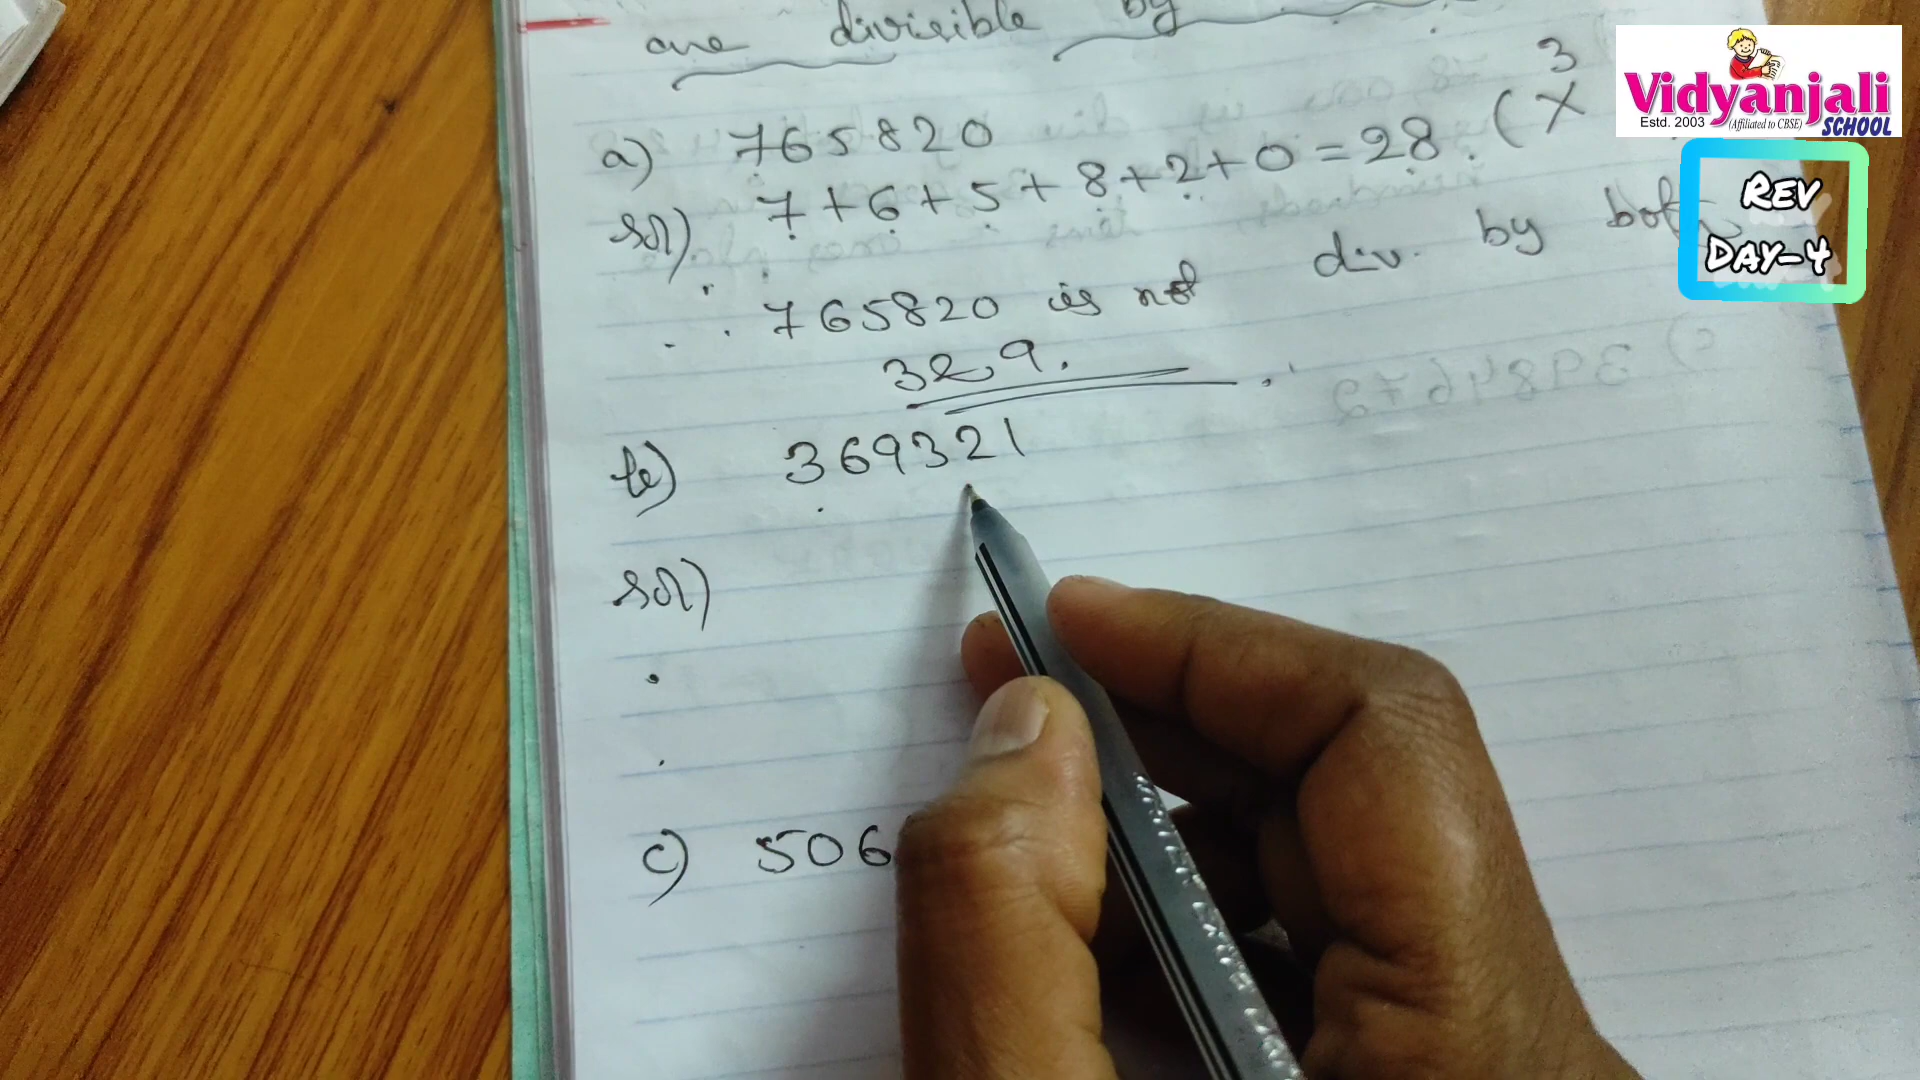 are divisible by
a) 765820
sol) 7+6+5+8+2+0=28. (X 3
∴ 765820 is not div. by both
3 & 9.
b) 369321
sol)
c) 506
Vidyanjali
Estd. 2003 (Affiliated to CBSE) SCHOOL
REV
DAY-4